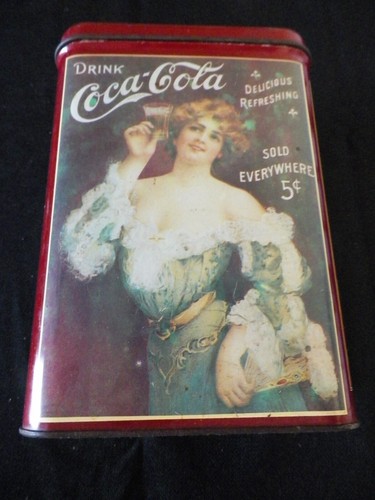 DRINK
Coca-Cola
DELICIOUS
REFRESHING
SOLD
EVERYWHERE
5¢